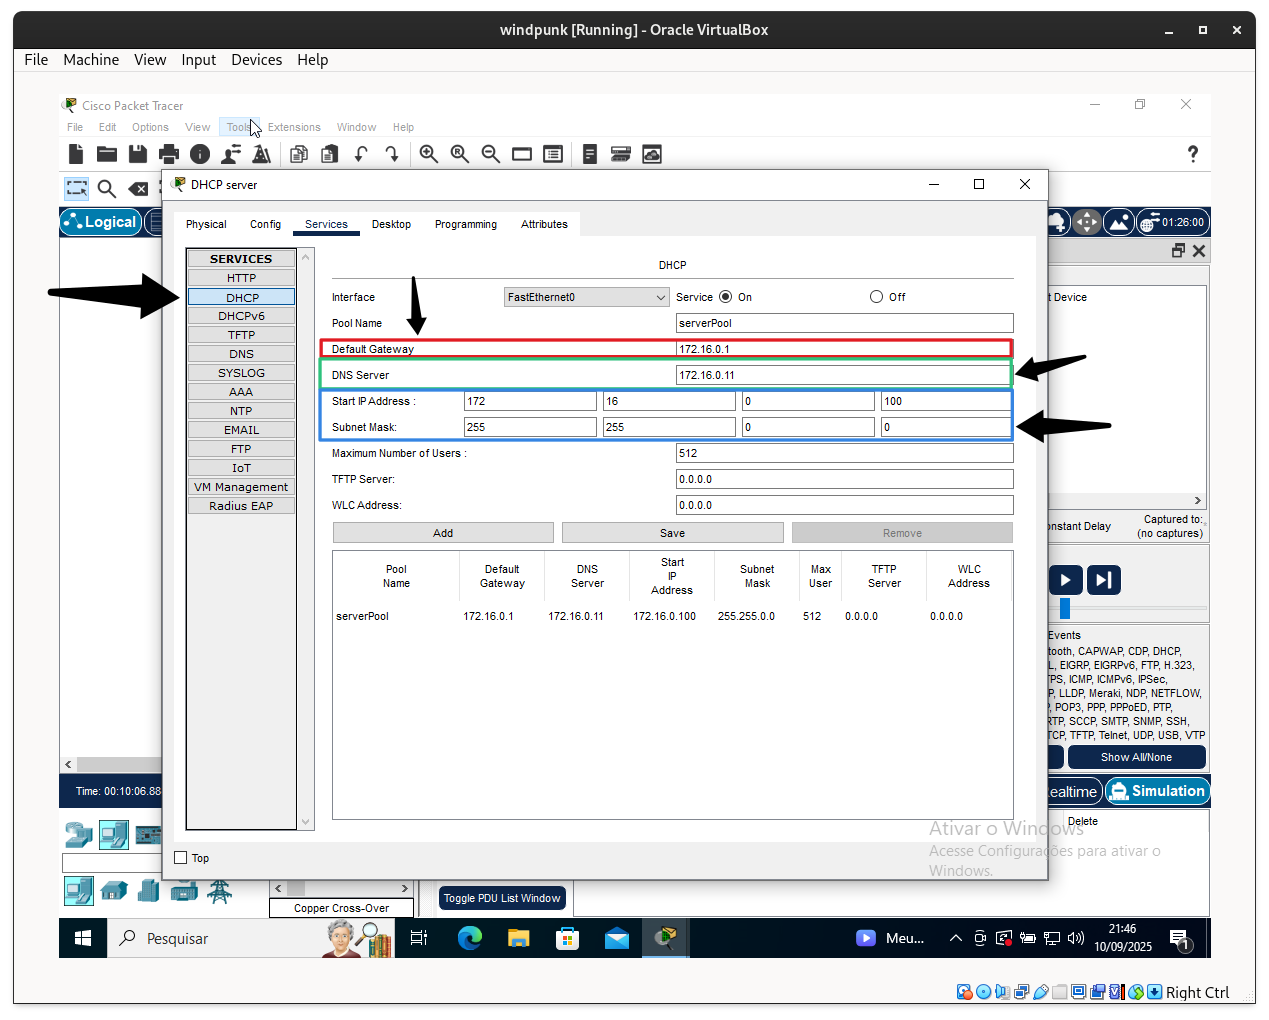 windpunk [Running] - Oracle VirtualBox
File Machine View Input Devices Help
Cisco Packet Tracer
File Edit Options View Tools Extensions Window Help
DHCP server
Logical
01:26:00
Physical Config Services Desktop Programming Attributes
SERVICES
HTTP
DHCP
DHCPv6
TFTP
DNS
SYSLOG
AAA
NTP
EMAIL
FTP
IoT
VM Management
Radius EAP
DHCP
Interface FastEthernet0 Service On Off
Pool Name serverPool
Default Gateway 172.16.0.1
DNS Server 172.16.0.11
Start IP Address : 172 16 0 100
Subnet Mask: 255 255 0 0
Maximum Number of Users : 512
TFTP Server: 0.0.0.0
WLC Address: 0.0.0.0
Add Save Remove
Pool Name Default Gateway DNS Server Start IP Address Subnet Mask Max User TFTP Server WLC Address
serverPool 172.16.0.1 172.16.0.11 172.16.0.100 255.255.0.0 512 0.0.0.0 0.0.0.0
Top
t Device
onstant Delay Captured to:
(no captures)
Events
tooth, CAPWAP, CDP, DHCP,
L, EIGRP, EIGRPv6, FTP, H.323,
TPS, ICMP, ICMPv6, IPSec,
P, LLDP, Meraki, NDP, NETFLOW,
P, POP3, PPP, PPPoED, PTP,
RTP, SCCP, SMTP, SNMP, SSH,
TCP, TFTP, Telnet, UDP, USB, VTP
Show All/None
Time: 00:10:06.88
ealtime Simulation
Delete
Ativar o Windows
Acesse Configurações para ativar o
Windows.
Copper Cross-Over
Toggle PDU List Window
Pesquisar
Meu...
21:46
10/09/2025
1
Right Ctrl